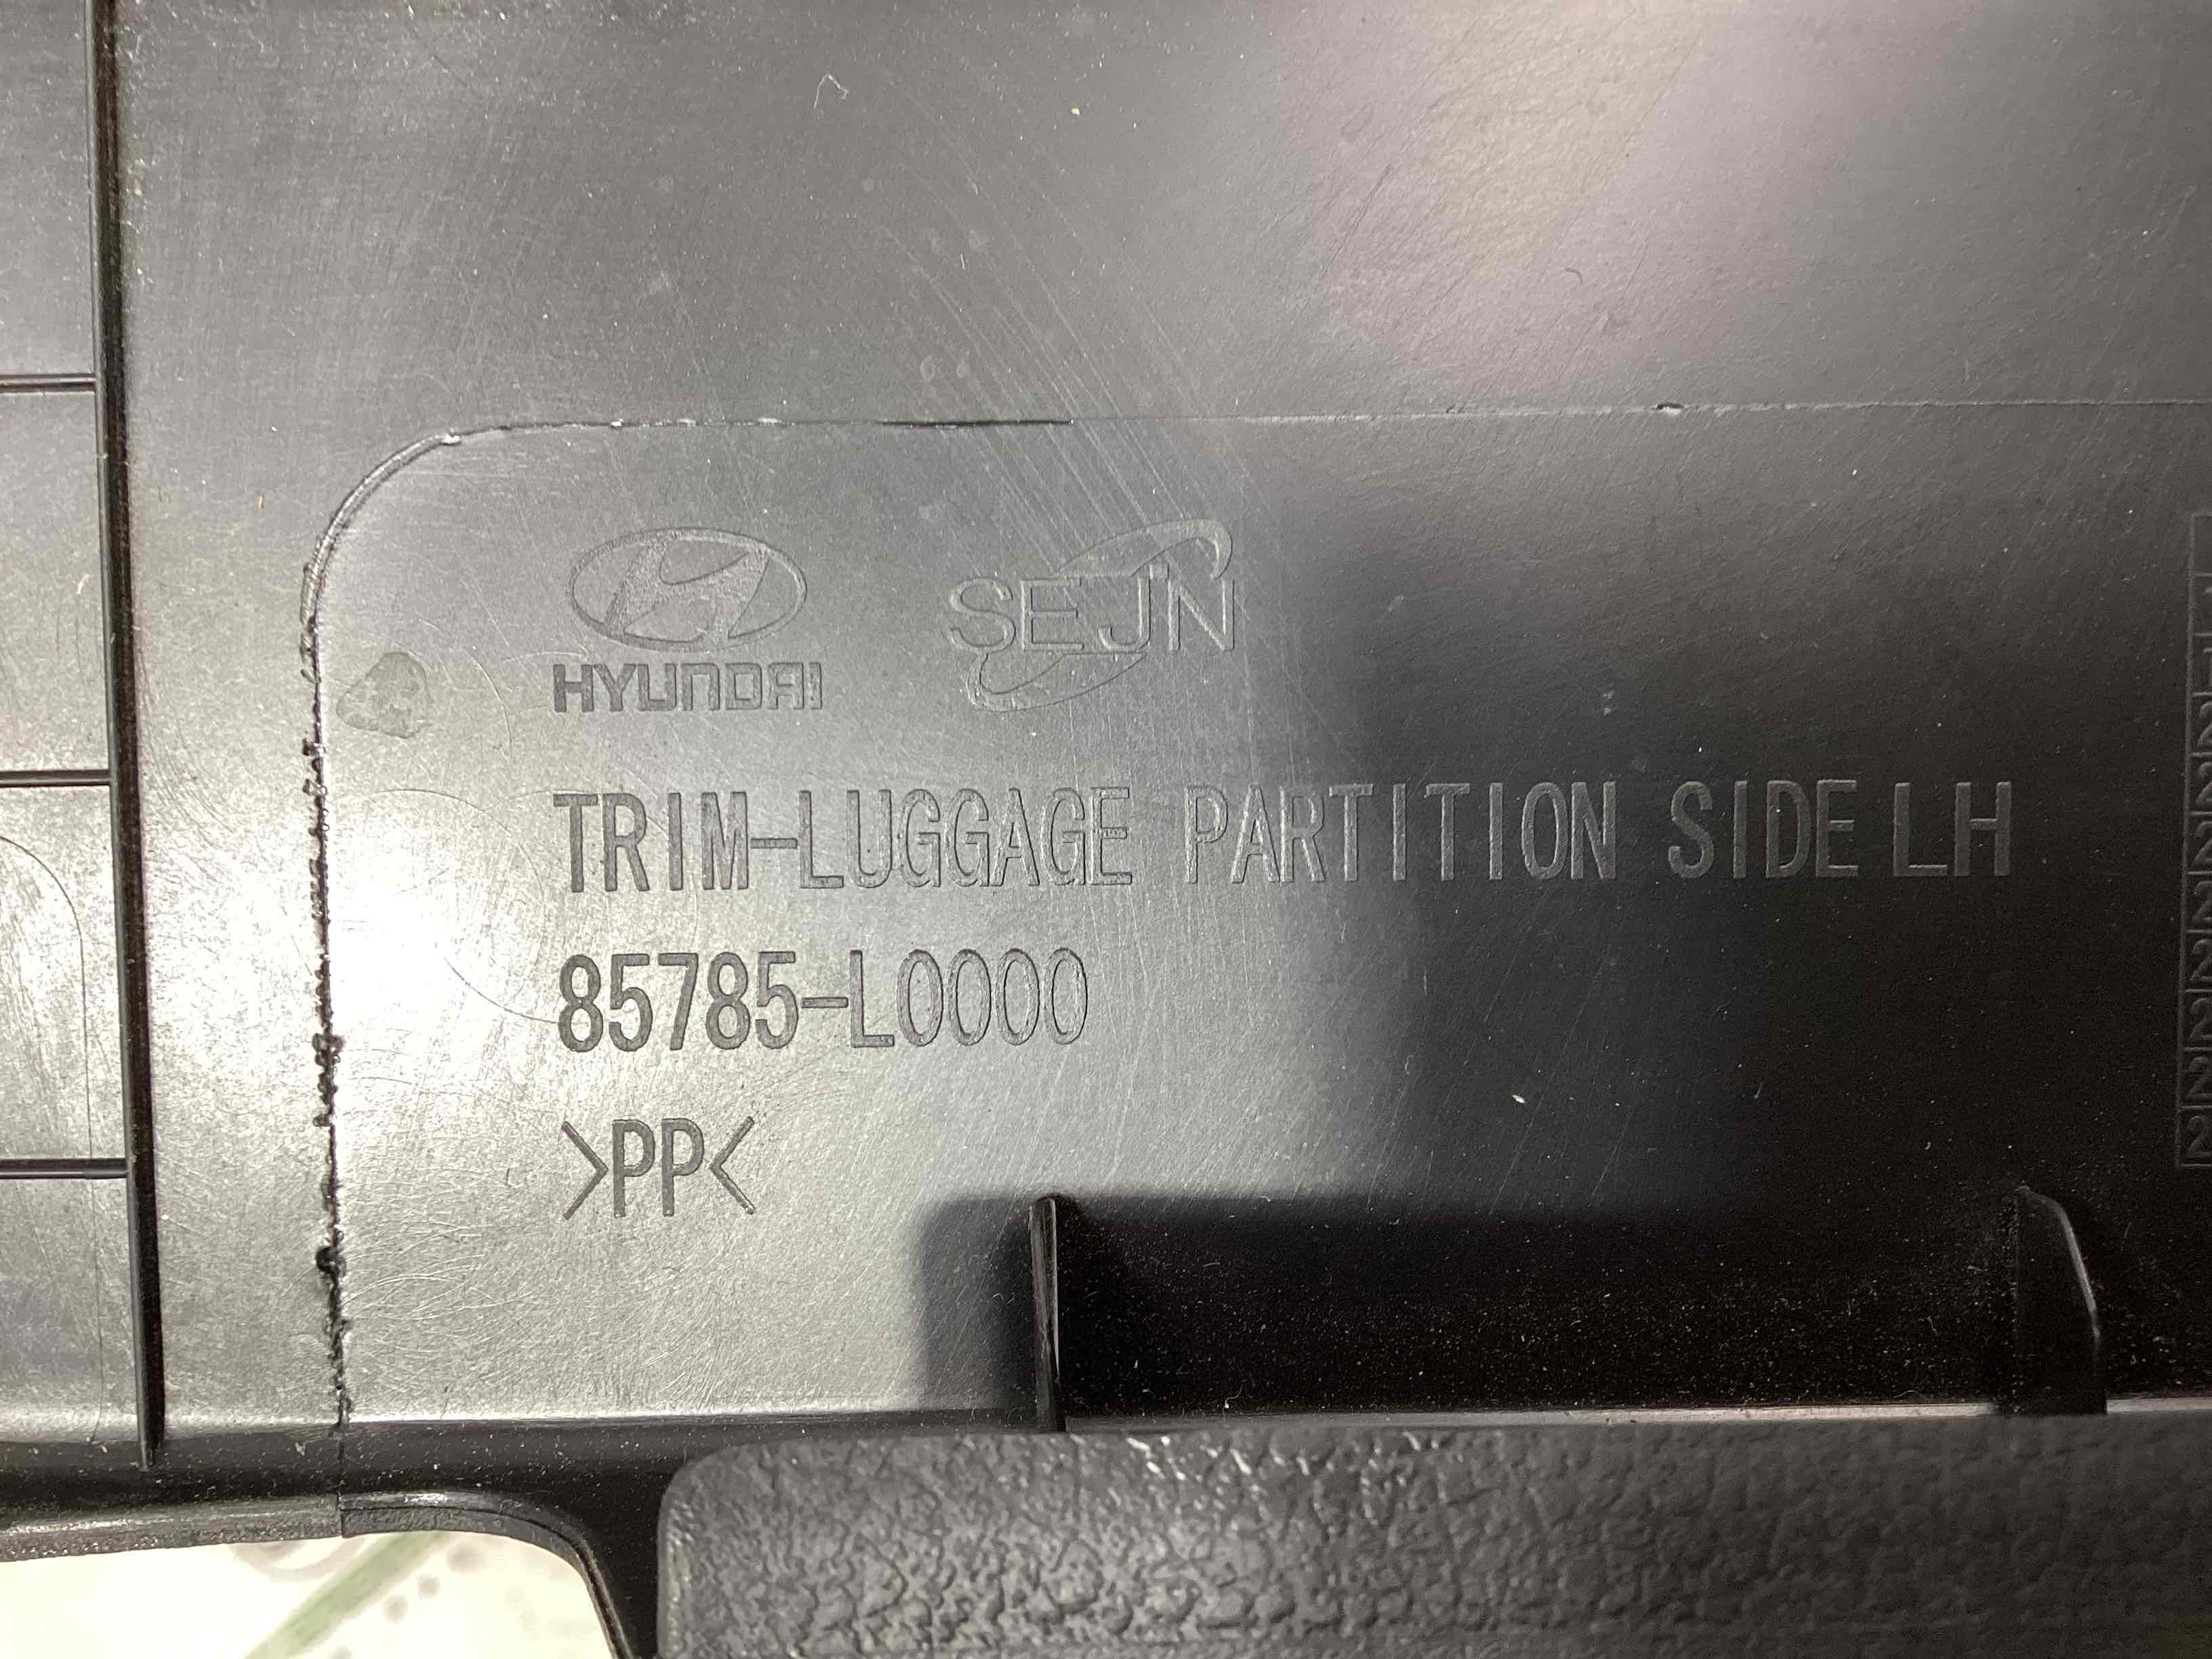 HYUNDAI SEJIN
TRIM-LUGGAGE PARTITION SIDE LH
85785-L0000
>PP<